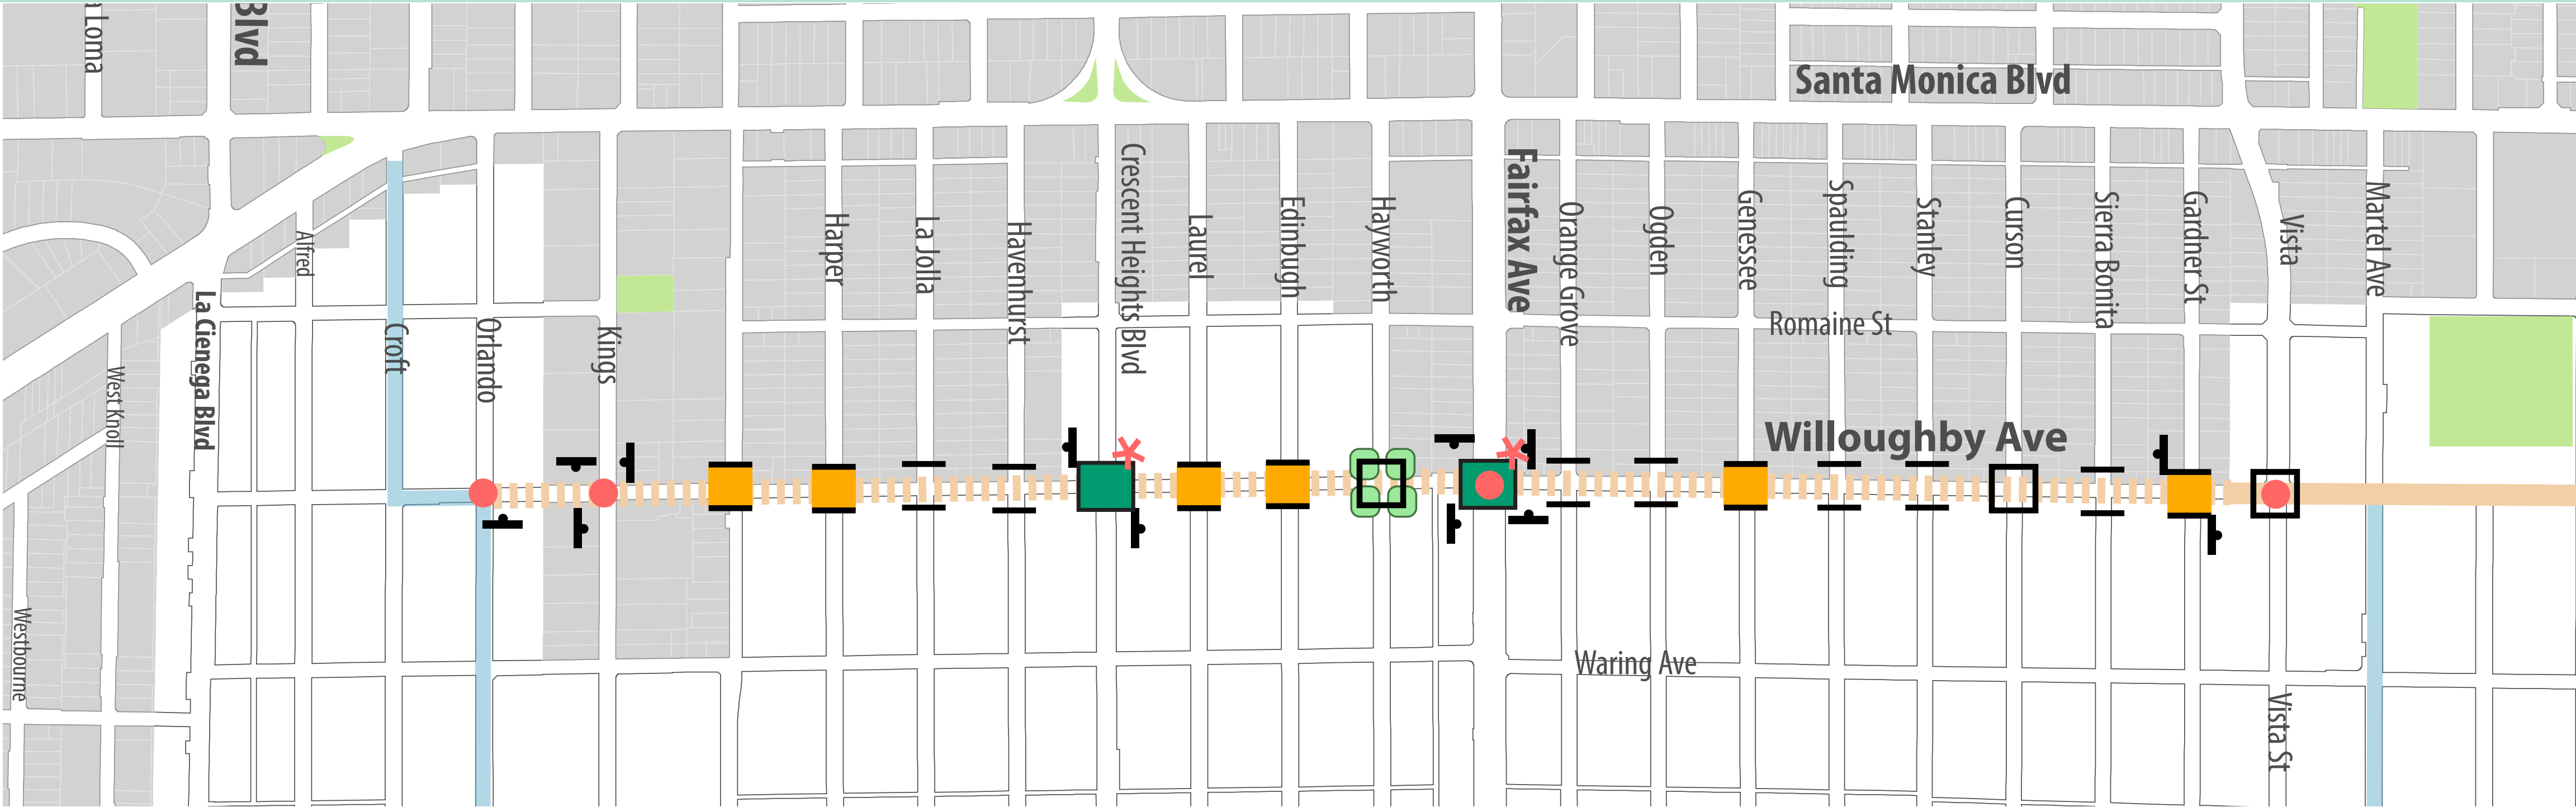 a Loma
Blvd
Santa Monica Blvd
Alfred
Croft
Orlando
Kings
Harper
La Jolla
Havenhurst
Crescent Heights Blvd
Laurel
Edinbugh
Hayworth
Fairfax Ave
Orange Grove
Ogden
Genessee
Spaulding
Stanley
Curson
Sierra Bonita
Gardner St
Vista
Martel Ave
La Cienega Blvd
West Knoll
Romaine St
Willoughby Ave
Westbourne
Waring Ave
Vista St